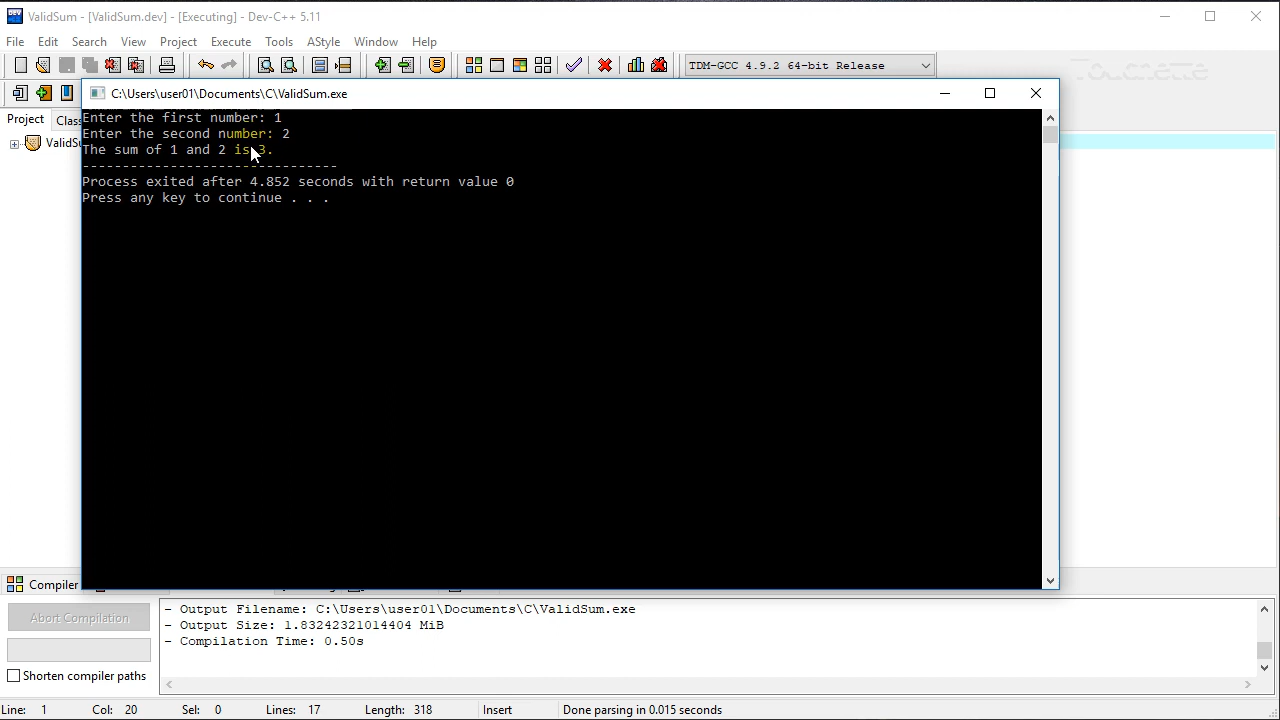 ValidSum - [ValidSum.dev] - [Executing] - Dev-C++ 5.11
File Edit Search View Project Execute Tools AStyle Window Help
TDM-GCC 4.9.2 64-bit Release
C:\Users\user01\Documents\C\ValidSum.exe
Project Clas
ValidSu
Enter the first number: 1
Enter the second number: 2
The sum of 1 and 2 is 3.
--------------------------------
Process exited after 4.852 seconds with return value 0
Press any key to continue . . .
Compiler
Abort Compilation
Shorten compiler paths
- Output Filename: C:\Users\user01\Documents\C\ValidSum.exe
- Output Size: 1.83242321014404 MiB
- Compilation Time: 0.50s
Line: 1 Col: 20 Sel: 0 Lines: 17 Length: 318 Insert Done parsing in 0.015 seconds